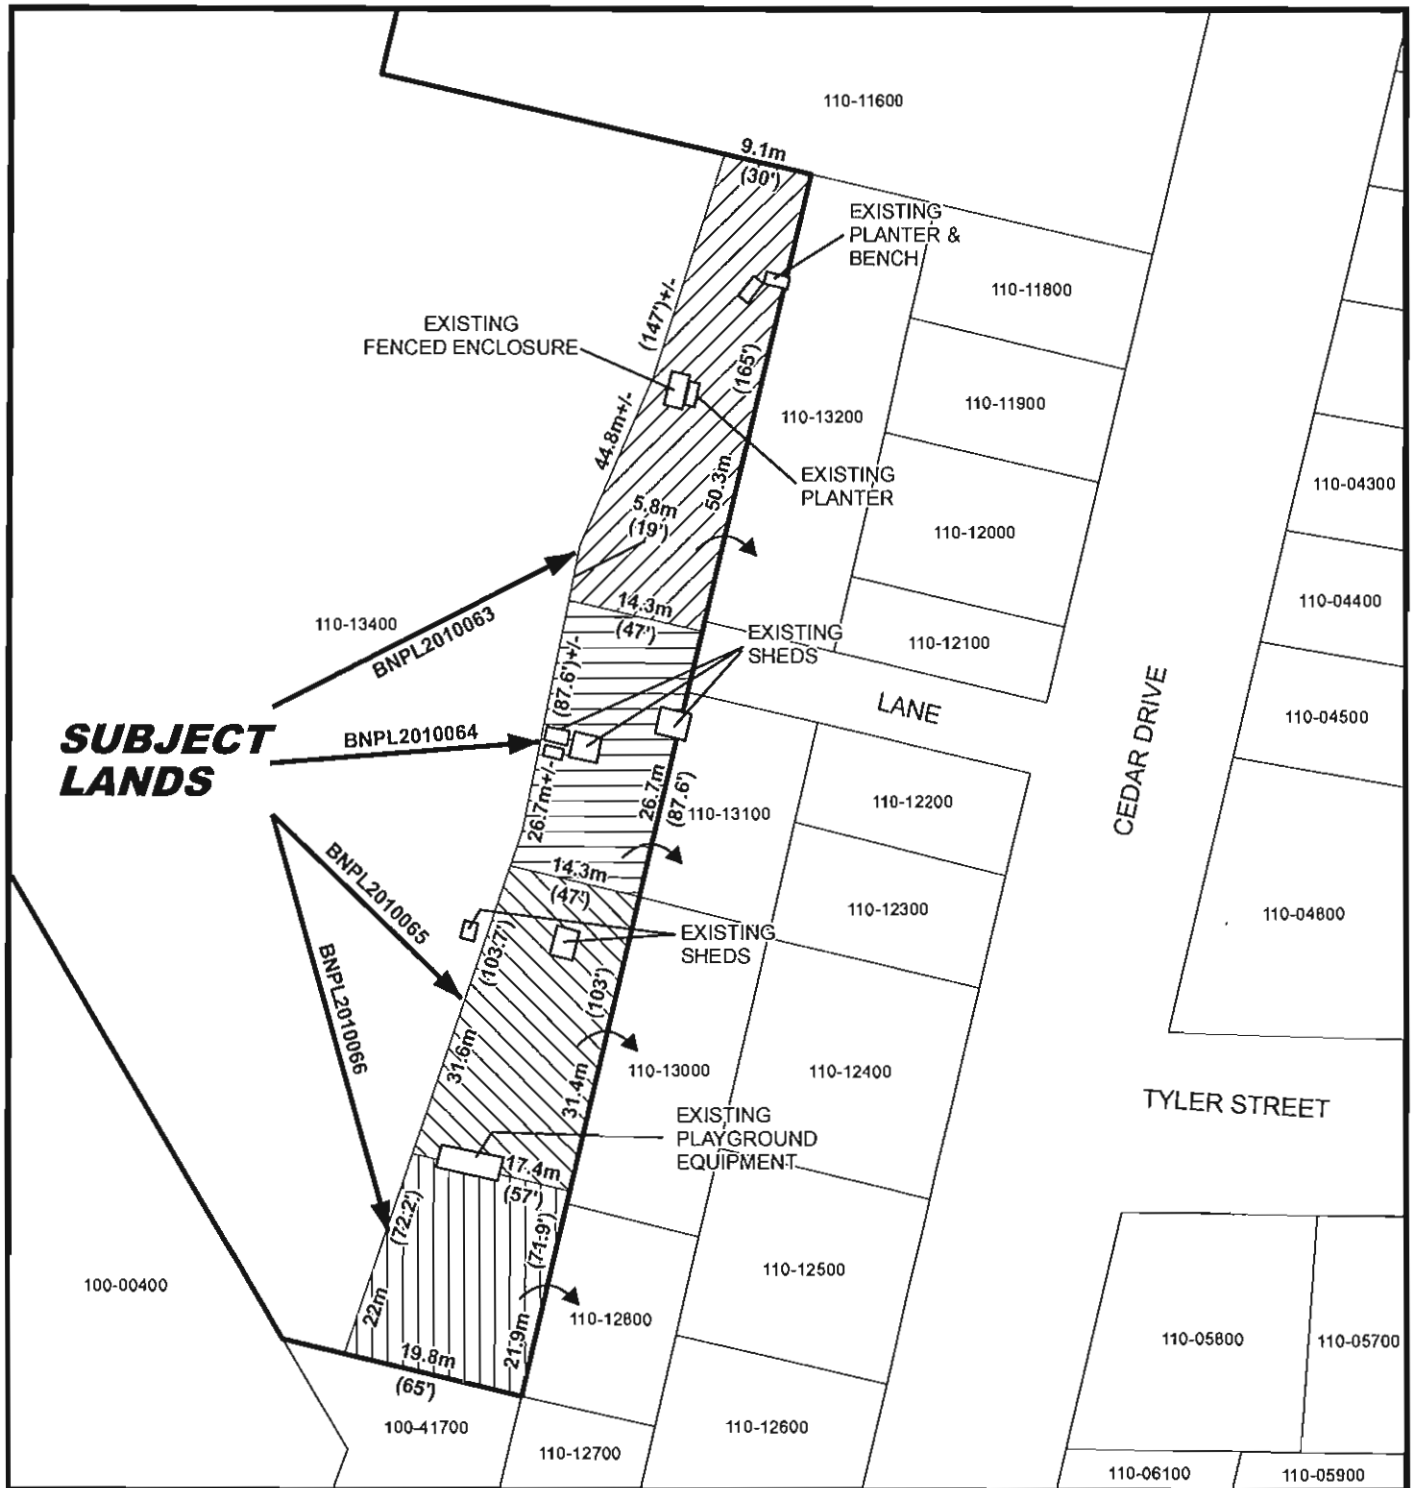 110-11600
9.1m
(30')
EXISTING
PLANTER &
BENCH
110-11800
(147')+/-
EXISTING
FENCED ENCLOSURE
(165')
110-11900
110-13200
44.8m+/-
50.3m
EXISTING
PLANTER
110-04300
5.8m
(19')
110-12000
110-04400
14.3m
(47')
110-13400
BNPL2010063
EXISTING
SHEDS
110-12100
(87.6')+/-
LANE
CEDAR DRIVE
110-04500
SUBJECT
LANDS
BNPL2010064
26.7m+/-
26.7m
(87.6')
110-13100
110-12200
14.3m
(47')
110-12300
110-04600
BNPL2010065
(103.7')
EXISTING
SHEDS
(103')
BNPL2010066
31.6m
31.4m
110-13000
110-12400
TYLER STREET
EXISTING
PLAYGROUND
EQUIPMENT
17.4m
(57')
(72.2')
(71.9')
110-12500
100-00400
22m
21.9m
110-12800
110-05800
110-05700
19.8m
(65')
100-41700
110-12700
110-12600
110-06100
110-05900